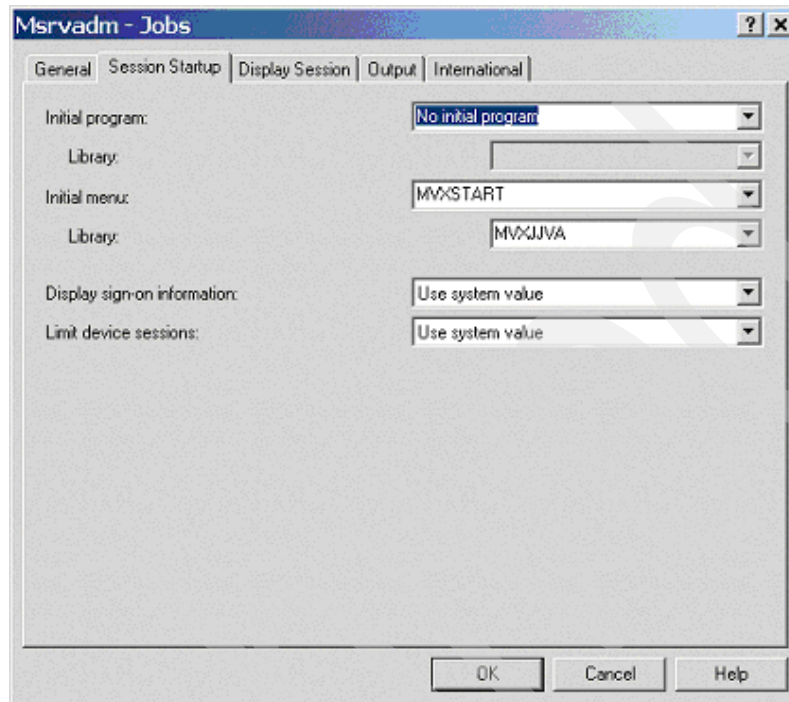 Msrvadm - Jobs
General Session Startup Display Session Output International
Initial program: No initial program
Library:
Initial menu: MVXSTART
Library: MVXJJVA
Display sign-on information: Use system value
Limit device sessions: Use system value
OK Cancel Help